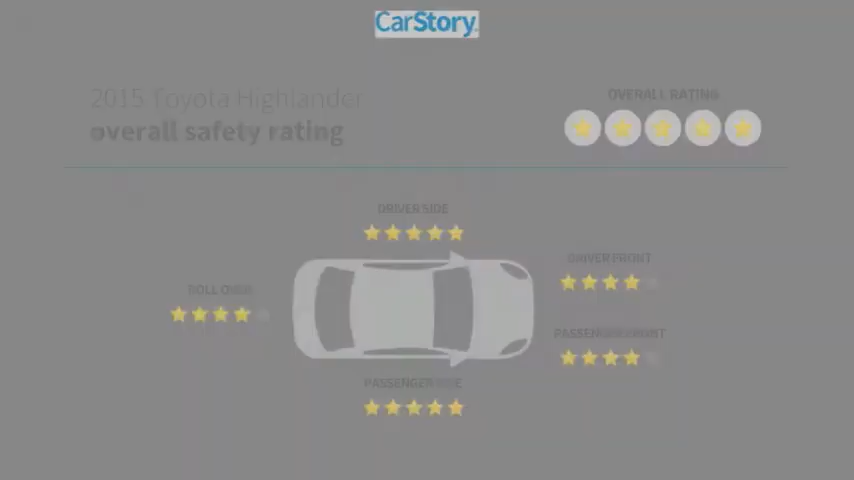 CarStory
2015 Toyota Highlander
overall safety rating
OVERALL RATING
DRIVER SIDE
DRIVER FRONT
ROLL OVER
PASSENGER FRONT
PASSENGER SIDE